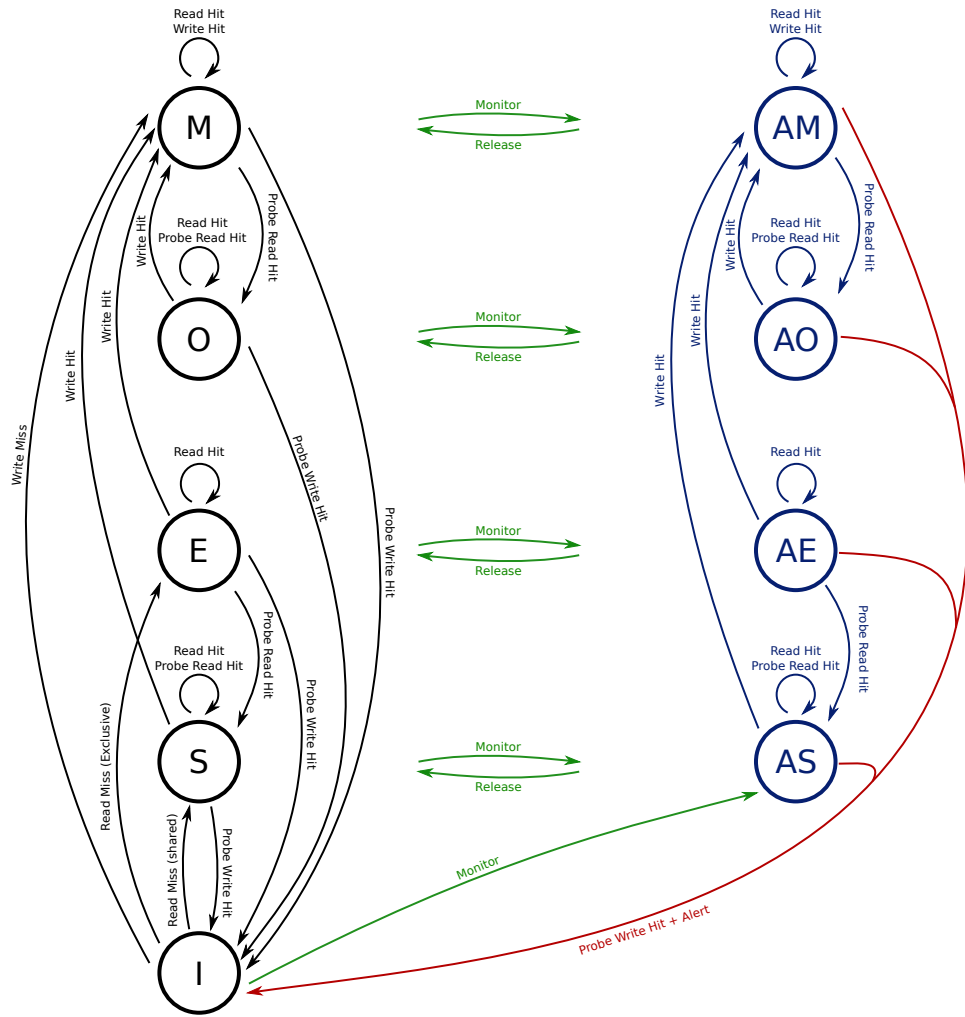 Read Hit
Write Hit
Read Hit
Write Hit
M
Monitor
Release
AM
Write Hit
Probe Read Hit
Read Hit
Probe Read Hit
Write Hit
Probe Read Hit
Read Hit
Probe Read Hit
O
Monitor
Release
AO
Write Hit
Write Hit
Write Hit
Write Hit
Write Miss
Probe Write Hit
Read Hit
Read Hit
E
Probe Write Hit
Monitor
Release
AE
Probe Read Hit
Probe Read Hit
Read Hit
Probe Read Hit
Read Hit
Probe Read Hit
Read Miss (Exclusive)
Probe Write Hit
S
Monitor
Release
AS
Read Miss (shared)
Probe Write Hit
Monitor
Probe Write Hit + Alert
I